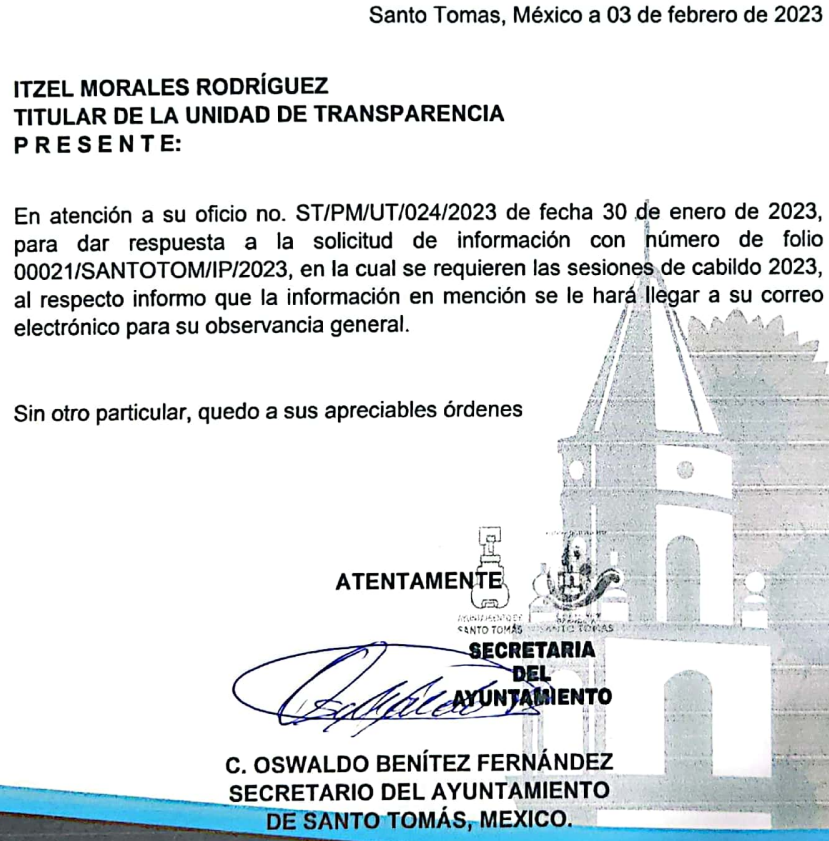 Santo Tomas, México a 03 de febrero de 2023
ITZEL MORALES RODRÍGUEZ
TITULAR DE LA UNIDAD DE TRANSPARENCIA
P R E S E N T E:
En atención a su oficio no. ST/PM/UT/024/2023 de fecha 30 de enero de 2023,
para dar respuesta a la solicitud de información con número de folio
00021/SANTOTOM/IP/2023, en la cual se requieren las sesiones de cabildo 2023,
al respecto informo que la información en mención se le hará llegar a su correo
electrónico para su observancia general.
Sin otro particular, quedo a sus apreciables órdenes
ATENTAMENTE
SANTO TOMÁS SANTO TOMAS
SECRETARIA
DEL
AYUNTAMIENTO
C. OSWALDO BENÍTEZ FERNÁNDEZ
SECRETARIO DEL AYUNTAMIENTO
DE SANTO TOMÁS, MEXICO.